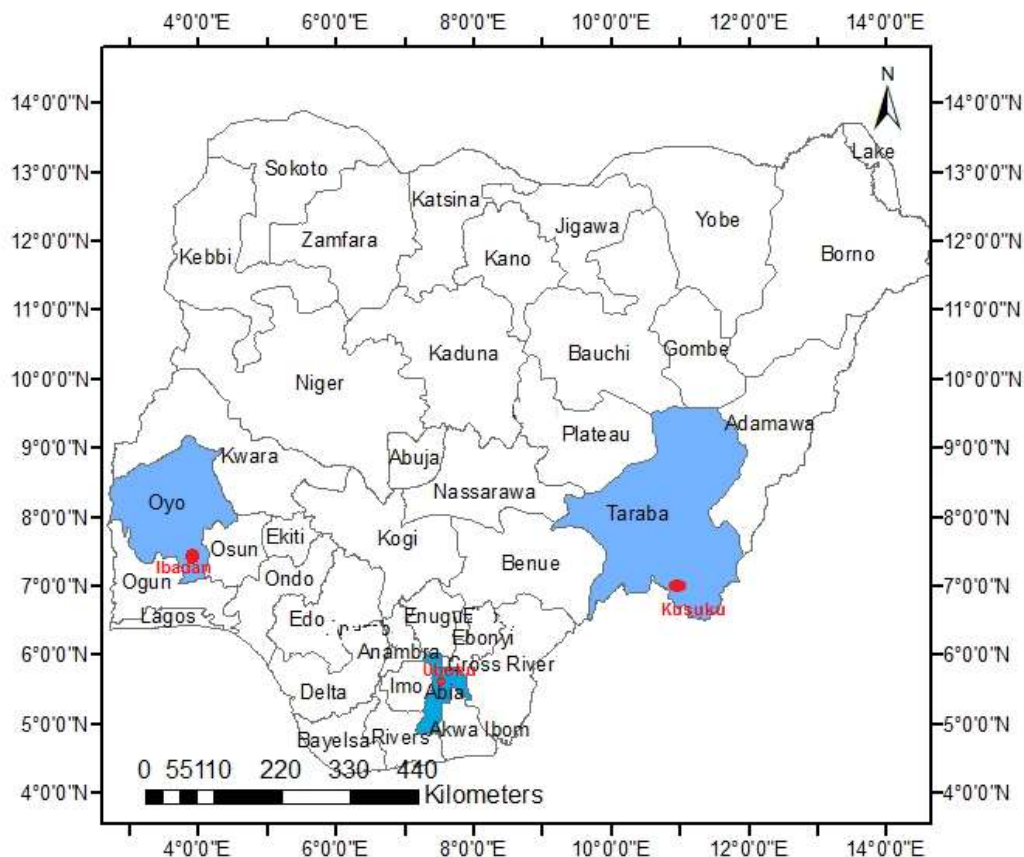 4°0'0"E 6°0'0"E 8°0'0"E 10°0'0"E 12°0'0"E 14°0'0"E
N
14°0'0"N 14°0'0"N
Lake
13°0'0"N Sokoto 13°0'0"N
Katsina
Yobe
Jigawa
12°0'0"N Zamfara 12°0'0"N
Kebbi Kano Borno
11°0'0"N 11°0'0"N
Kaduna Bauchi Gombe
10°0'0"N Niger 10°0'0"N
Plateau Adamawa
9°0'0"N 9°0'0"N
Kwara Abuja
Nassarawa
Oyo Taraba
8°0'0"N 8°0'0"N
Ekiti Kogi
Osun
Ibadan Benue
Ogun Ondo
7°0'0"N 7°0'0"N
Kusuku
Lagos Edo Enugu
Ebonyi
6°0'0"N Anambra 6°0'0"N
Cross River
Imo Abia
Delta
5°0'0"N 5°0'0"N
Bayelsa Rivers Akwa Ibom
0 55 110 220 330 440
Kilometers
4°0'0"N 4°0'0"N
4°0'0"E 6°0'0"E 8°0'0"E 10°0'0"E 12°0'0"E 14°0'0"E